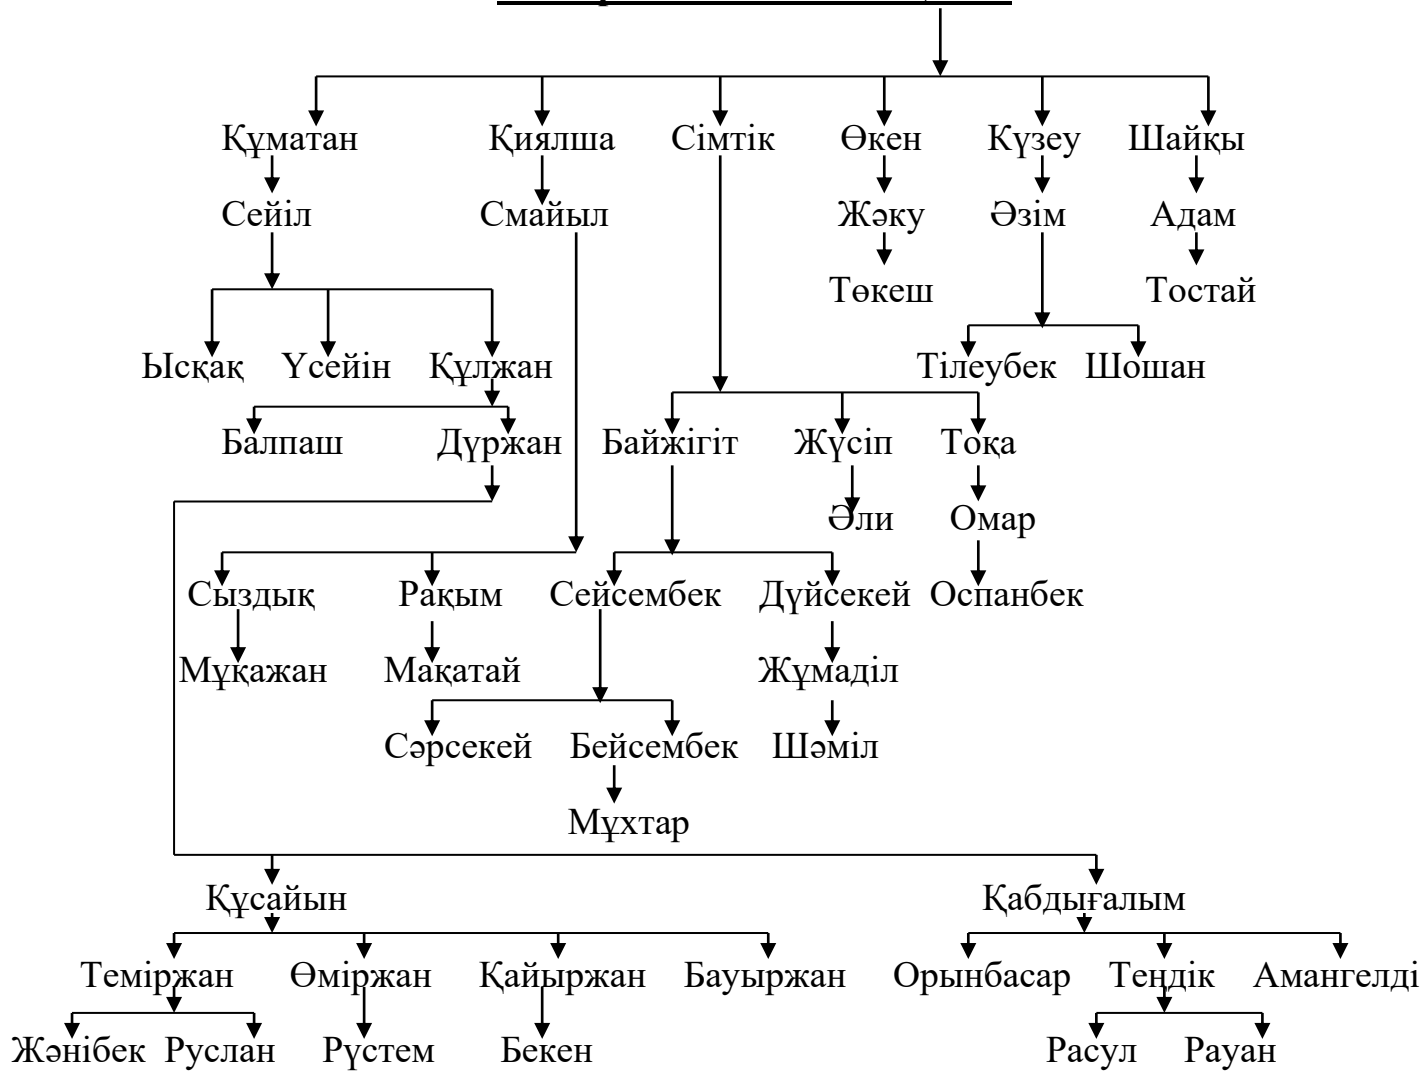 Құматан Қиялша Сімтік Өкен Күзеу Шайқы
Сейіл Смайыл Жәку Әзім Адам
Төкеш Тостай
Ысқақ Үсейін Құлжан Тілеубек Шошан
Балпаш Дүржан Байжігіт Жүсіп Тоқа
Әли Омар
Сыздық Рақым Сейсембек Дүйсекей Оспанбек
Мұқажан Мақатай Жұмаділ
Сәрсекей Бейсембек Шәміл
Мұхтар
Құсайын Қабдығалым
Теміржан Өміржан Қайыржан Бауыржан Орынбасар Теңдік Амангелді
Жәнібек Руслан Рүстем Бекен Расул Рауан